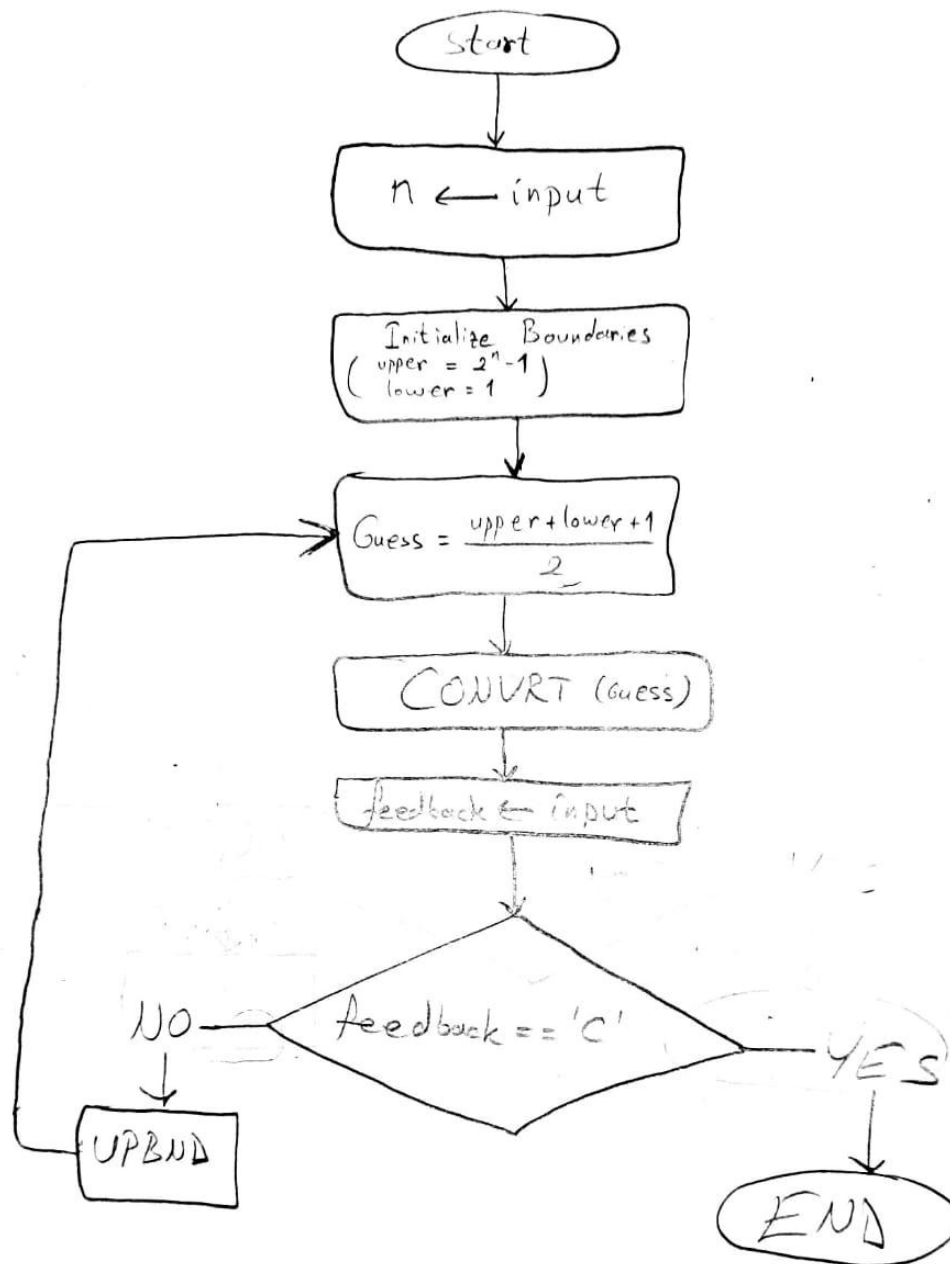 Start
n ← input
Initialize Boundaries
( upper = 2ⁿ-1
lower = 1 )
Guess = upper + lower + 1
2
CONVRT (Guess)
feedback ← input
feedback == 'C'
NO
YES
UPBND
END